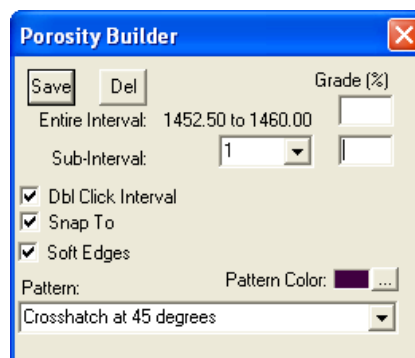 Porosity Builder
Save Del Grade (%)
Entire Interval: 1452.50 to 1460.00
Sub-Interval: 1
Dbl Click Interval
Snap To
Soft Edges
Pattern: Pattern Color: ...
Crosshatch at 45 degrees